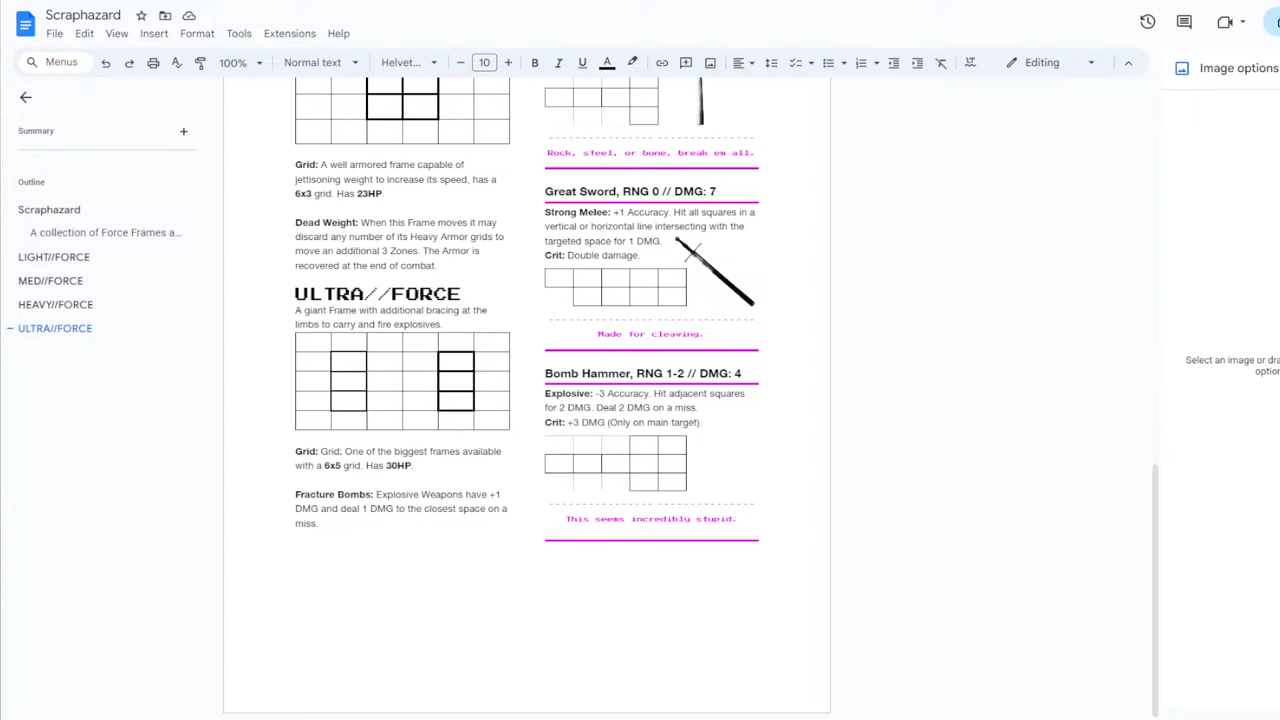 Scraphazard
File Edit View Insert Format Tools Extensions Help
Menus 100% Normal text Helvet... 10 B I U A Editing
Image options
Summary
Outline
Scraphazard
A collection of Force Frames a...
LIGHT//FORCE
MED//FORCE
HEAVY//FORCE
ULTRA//FORCE
Grid: A well armored frame capable of
jettisoning weight to increase its speed, has a
6x3 grid. Has 23HP.
Dead Weight: When this Frame moves it may
discard any number of its Heavy Armor grids to
move an additional 3 Zones. The Armor is
recovered at the end of combat.
ULTRA//FORCE
A giant Frame with additional bracing at the
limbs to carry and fire explosives.
Grid: Grid: One of the biggest frames available
with a 6x5 grid. Has 30HP.
Fracture Bombs: Explosive Weapons have +1
DMG and deal 1 DMG to the closest space on a
miss.
Rock, steel, or bone, break em all.
Great Sword, RNG 0 // DMG: 7
Strong Melee: +1 Accuracy. Hit all squares in a
vertical or horizontal line intersecting with the
targeted space for 1 DMG.
Crit: Double damage.
Made for cleaving.
Bomb Hammer, RNG 1-2 // DMG: 4
Explosive: -3 Accuracy. Hit adjacent squares
for 2 DMG. Deal 2 DMG on a miss.
Crit: +3 DMG (Only on main target).
This seems incredibly stupid.
Select an image or dra
option